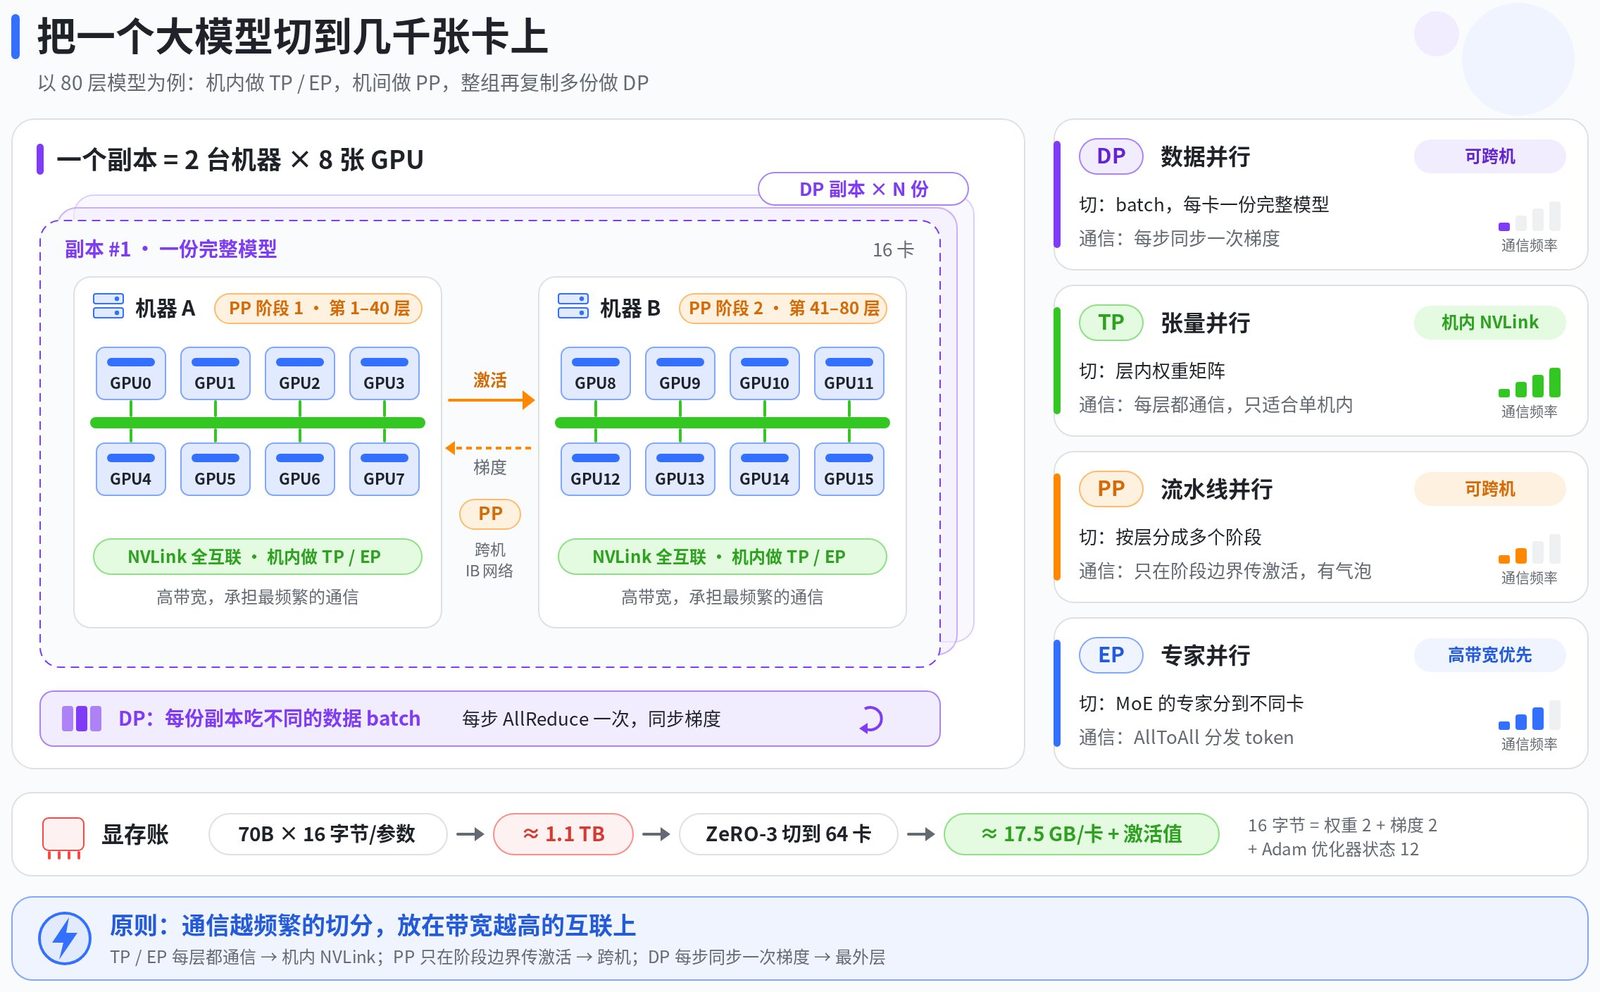 把一个大模型切到几千张卡上
以 80 层模型为例：机内做 TP / EP，机间做 PP，整组再复制多份做 DP
一个副本 = 2 台机器 × 8 张 GPU
DP 副本 × N 份
副本 #1 · 一份完整模型
16 卡
机器 A
PP 阶段 1 · 第 1–40 层
GPU0
GPU1
GPU2
GPU3
GPU4
GPU5
GPU6
GPU7
NVLink 全互联 · 机内做 TP / EP
高带宽，承担最频繁的通信
激活
梯度
PP
跨机
IB 网络
机器 B
PP 阶段 2 · 第 41–80 层
GPU8
GPU9
GPU10
GPU11
GPU12
GPU13
GPU14
GPU15
NVLink 全互联 · 机内做 TP / EP
高带宽，承担最频繁的通信
DP：每份副本吃不同的数据 batch
每步 AllReduce 一次，同步梯度
DP
数据并行
可跨机
切：batch，每卡一份完整模型
通信：每步同步一次梯度
通信频率
TP
张量并行
机内 NVLink
切：层内权重矩阵
通信：每层都通信，只适合单机内
通信频率
PP
流水线并行
可跨机
切：按层分成多个阶段
通信：只在阶段边界传激活，有气泡
通信频率
EP
专家并行
高带宽优先
切：MoE 的专家分到不同卡
通信：AllToAll 分发 token
通信频率
显存账
70B × 16 字节/参数
≈ 1.1 TB
ZeRO-3 切到 64 卡
≈ 17.5 GB/卡 + 激活值
16 字节 = 权重 2 + 梯度 2
+ Adam 优化器状态 12
原则：通信越频繁的切分，放在带宽越高的互联上
TP / EP 每层都通信 → 机内 NVLink；PP 只在阶段边界传激活 → 跨机；DP 每步同步一次梯度 → 最外层